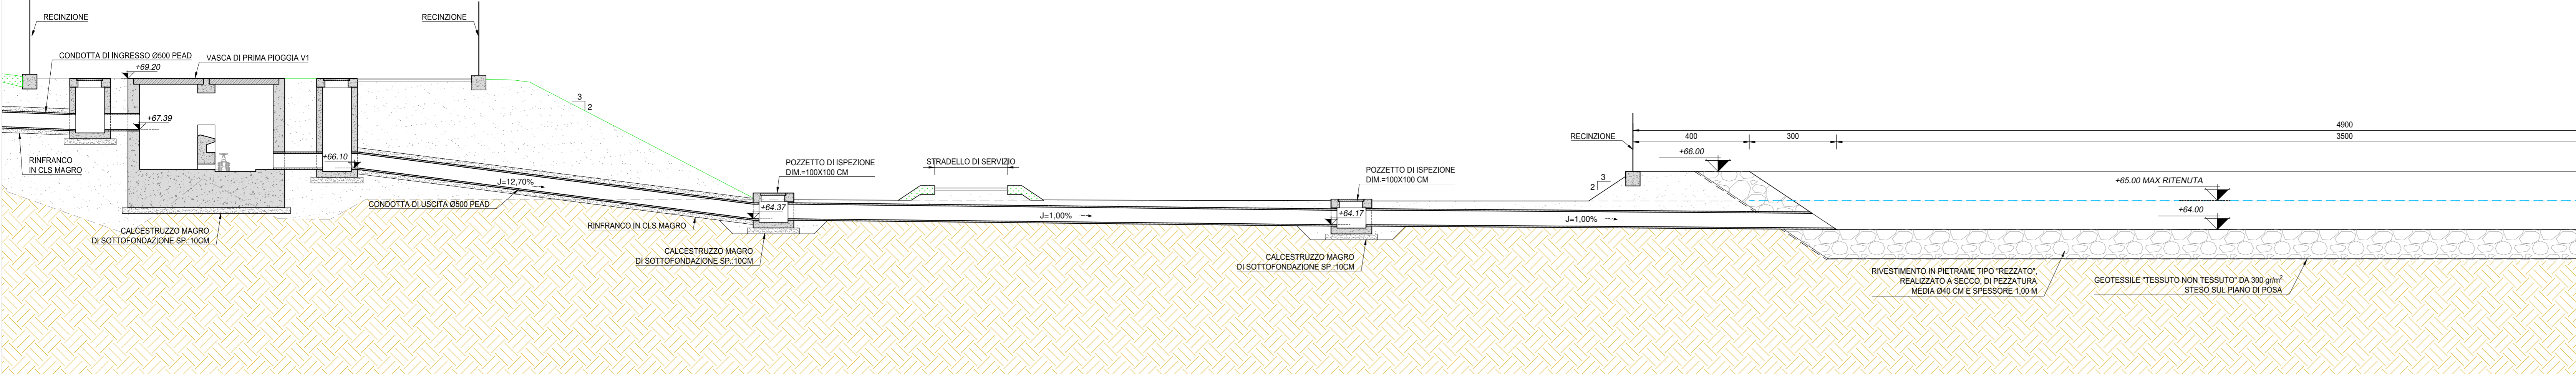 RECINZIONE
RECINZIONE
CONDOTTA DI INGRESSO Ø500 PEAD
VASCA DI PRIMA PIOGGIA V1
+69.20
+67.39
RINFRANCO
IN CLS MAGRO
+66.10
J=12,70%
CONDOTTA DI USCITA Ø500 PEAD
CALCESTRUZZO MAGRO
DI SOTTOFONDAZIONE SP.:10CM
3
2
POZZETTO DI ISPEZIONE
DIM.=100X100 CM
+64.37
RINFRANCO IN CLS MAGRO
CALCESTRUZZO MAGRO
DI SOTTOFONDAZIONE SP.:10CM
STRADELLO DI SERVIZIO
J=1,00%
POZZETTO DI ISPEZIONE
DIM.=100X100 CM
+64.17
CALCESTRUZZO MAGRO
DI SOTTOFONDAZIONE SP.:10CM
J=1,00%
RECINZIONE
3
2
4900
400
300
3500
+66.00
+65.00 MAX RITENUTA
+64.00
RIVESTIMENTO IN PIETRAME TIPO "REZZATO",
REALIZZATO A SECCO, DI PEZZATURA
MEDIA Ø40 CM E SPESSORE 1,00 M
GEOTESSILE "TESSUTO NON TESSUTO" DA 300 gr/m²
STESO SUL PIANO DI POSA